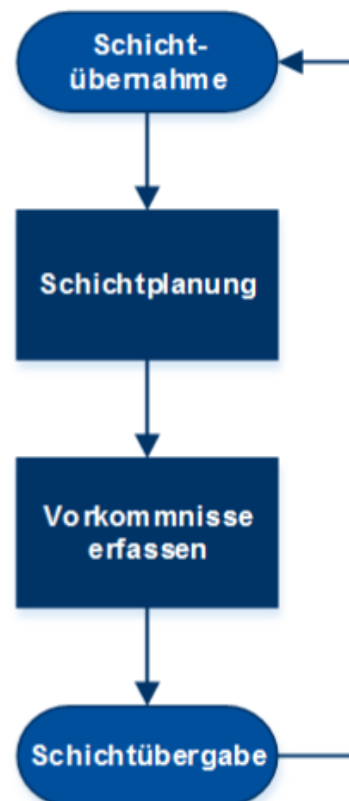 Schicht-
übernahme
Schichtplanung
Vorkommnisse
erfassen
Schichtübergabe